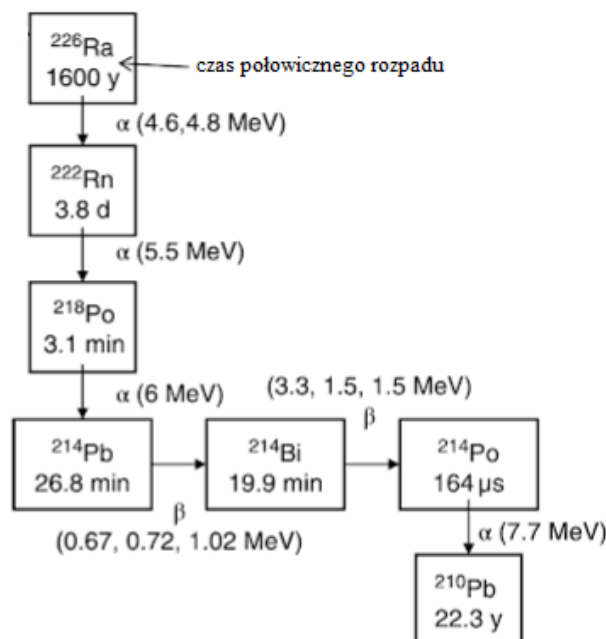 ²²⁶Ra
1600 y
czas połowicznego rozpadu
α (4.6,4.8 MeV)
²²²Rn
3.8 d
α (5.5 MeV)
²¹⁸Po
3.1 min
α (6 MeV)
(3.3, 1.5, 1.5 MeV)
β
²¹⁴Pb
26.8 min
²¹⁴Bi
19.9 min
²¹⁴Po
164 µs
β
(0.67, 0.72, 1.02 MeV)
α (7.7 MeV)
²¹⁰Pb
22.3 y